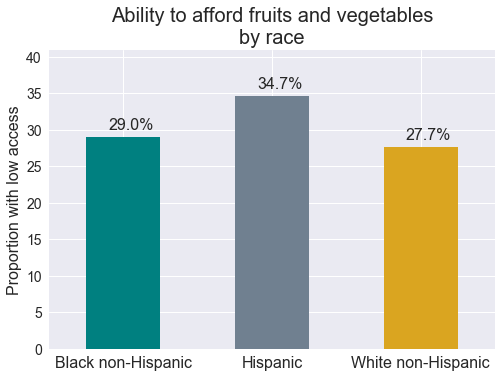 Ability to afford fruits and vegetables
by race
40
35
30
25
20
15
10
5
0
Proportion with low access
29.0%
34.7%
27.7%
Black non-Hispanic
Hispanic
White non-Hispanic